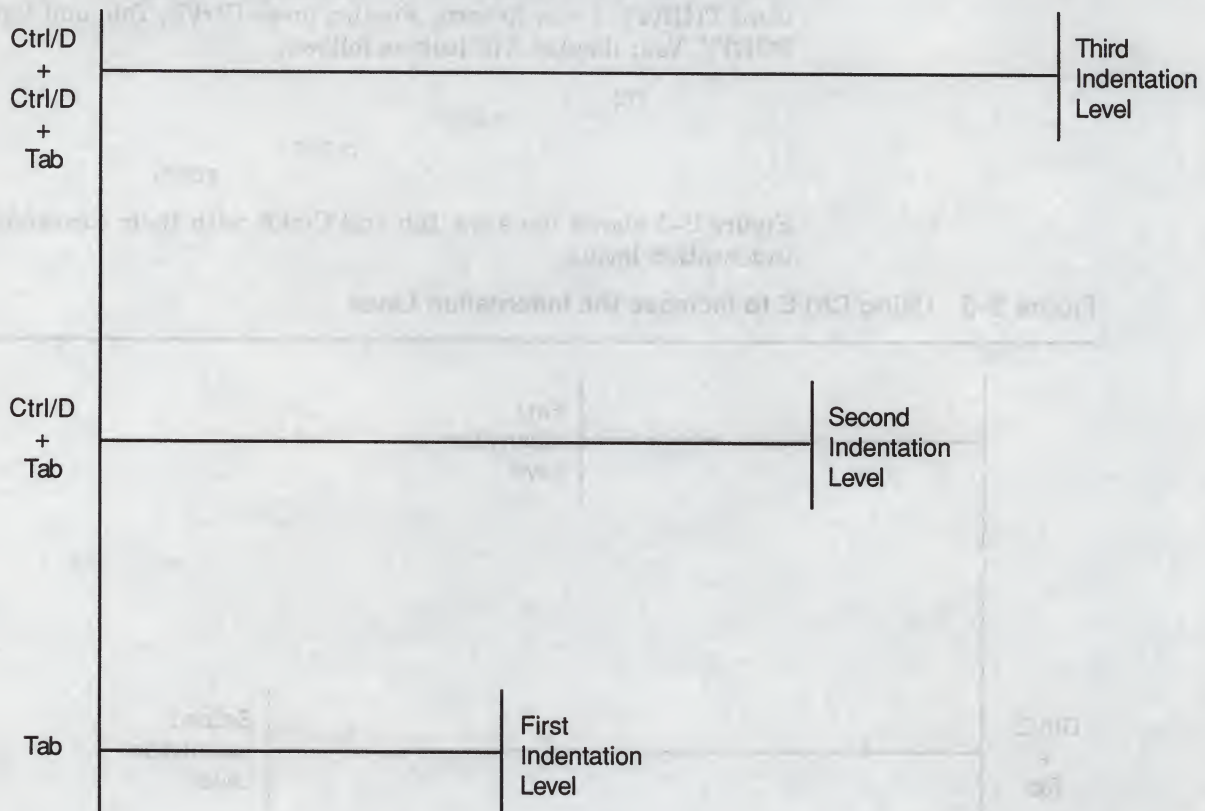 Ctrl/D
+
Ctrl/D
+
Tab
Third
Indentation
Level
Ctrl/D
+
Tab
Second
Indentation
Level
Tab
First
Indentation
Level